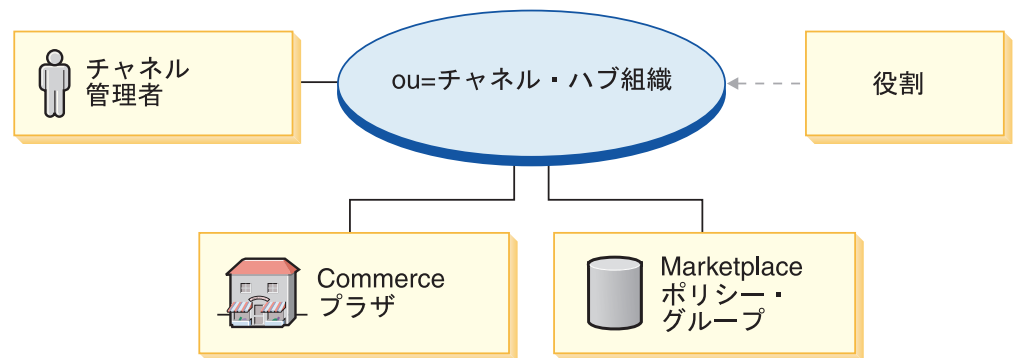 チャネル
管理者
ou=チャネル・ハブ組織
役割
Commerce
プラザ
Marketplace
ポリシー・
グループ